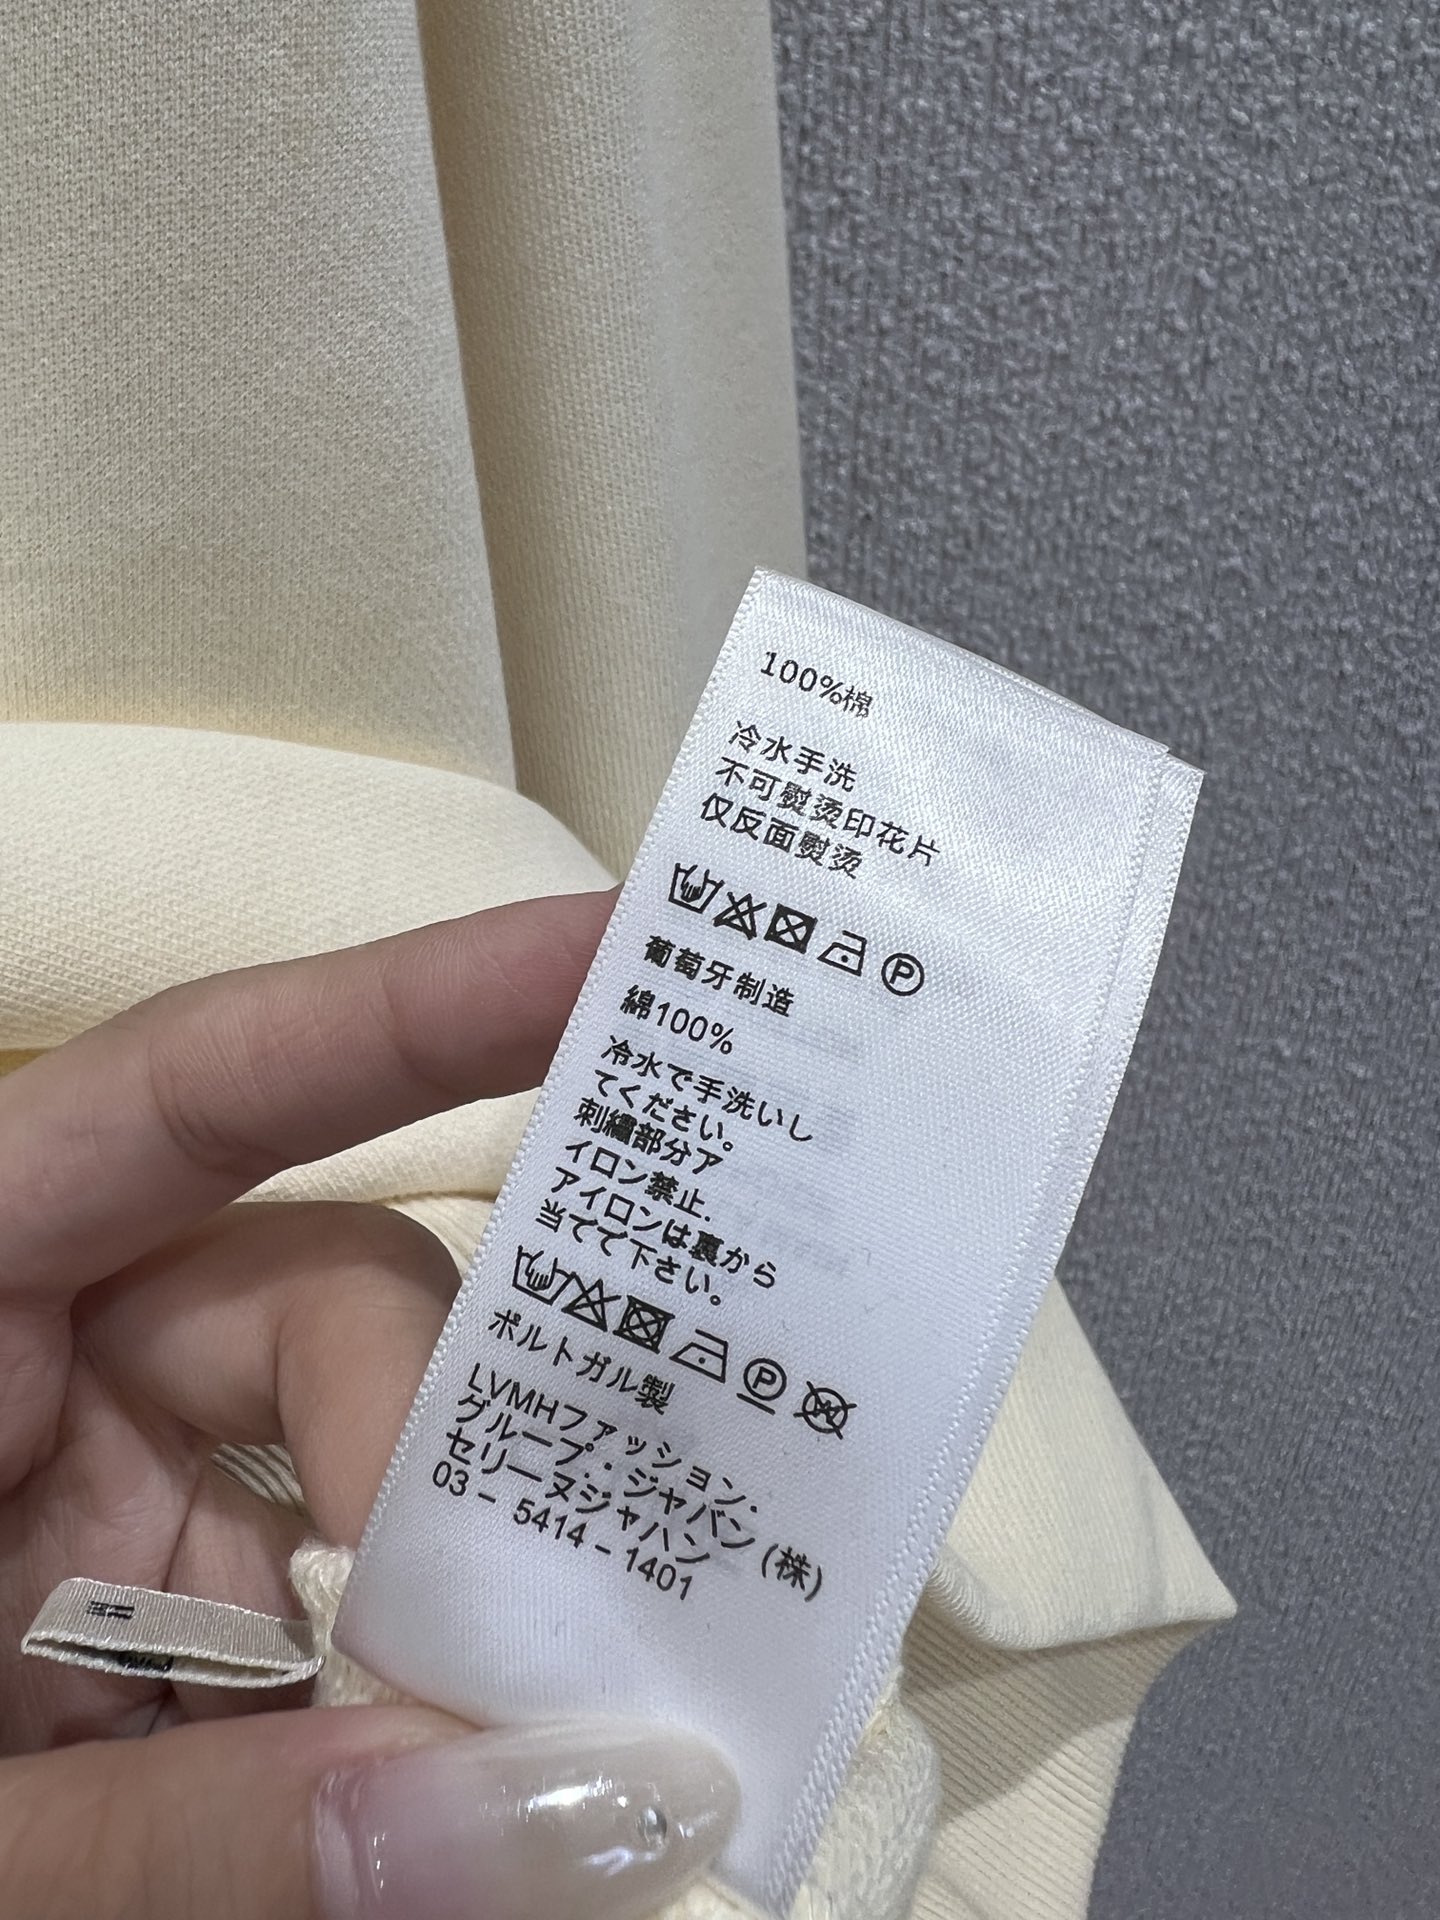 100%棉
冷水手洗
不可熨烫印花片
仅反面熨烫
P
葡萄牙制造
綿100%
冷水で手洗いし
てください。
刺繍部分ア
イロン禁止.
アイロンは裏から
当てて下さい。
P W
ポルトガル製
LVMHファッション・
グループ・ジャバン(株)
セリーヌジャハン
03-5414-1401